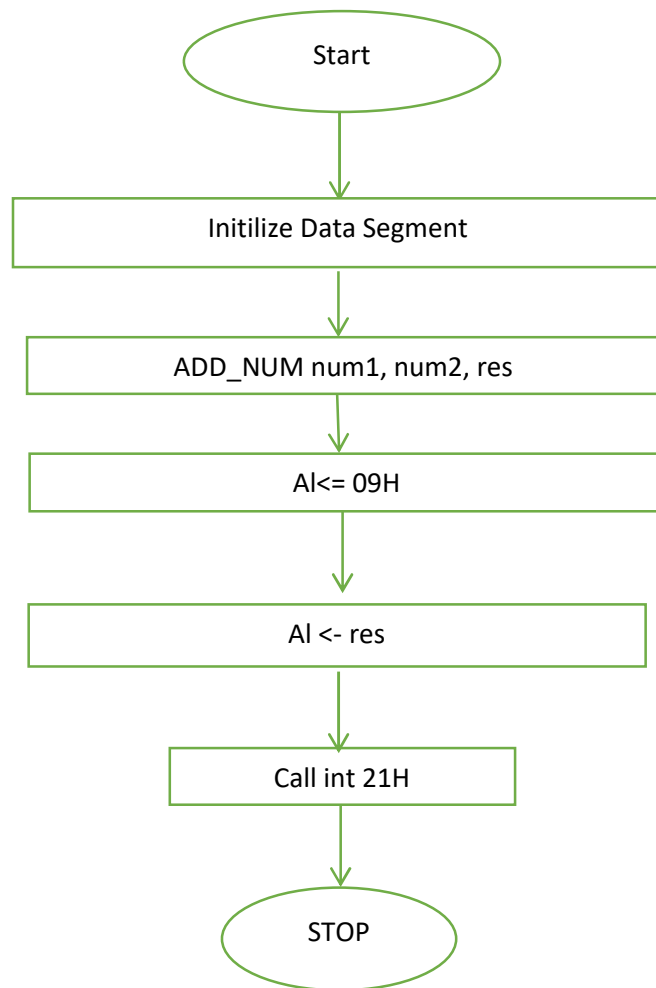 Start
Initilize Data Segment
ADD_NUM num1, num2, res
Al<= 09H
Al <- res
Call int 21H
STOP